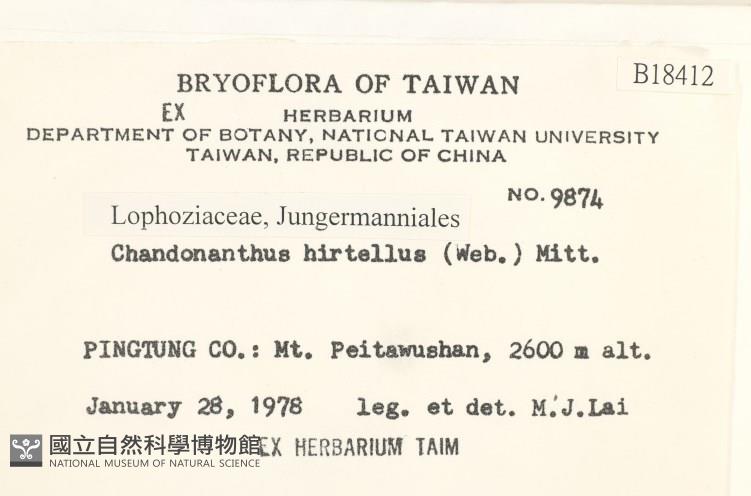 B18412
BRYOFLORA OF TAIWAN
EX HERBARIUM
DEPARTMENT OF BOTANY, NATIONAL TAIWAN UNIVERSITY
TAIWAN, REPUBLIC OF CHINA
NO. 9874
Lophoziaceae, Jungermanniales
Chandonanthus hirtellus (Web.) Mitt.
PINGTUNG CO.: Mt. Peitawushan, 2600 m alt.
January 28, 1978 leg. et det. M.J.Lai
國立自然科學博物館
NATIONAL MUSEUM OF NATURAL SCIENCE
EX HERBARIUM TAIM